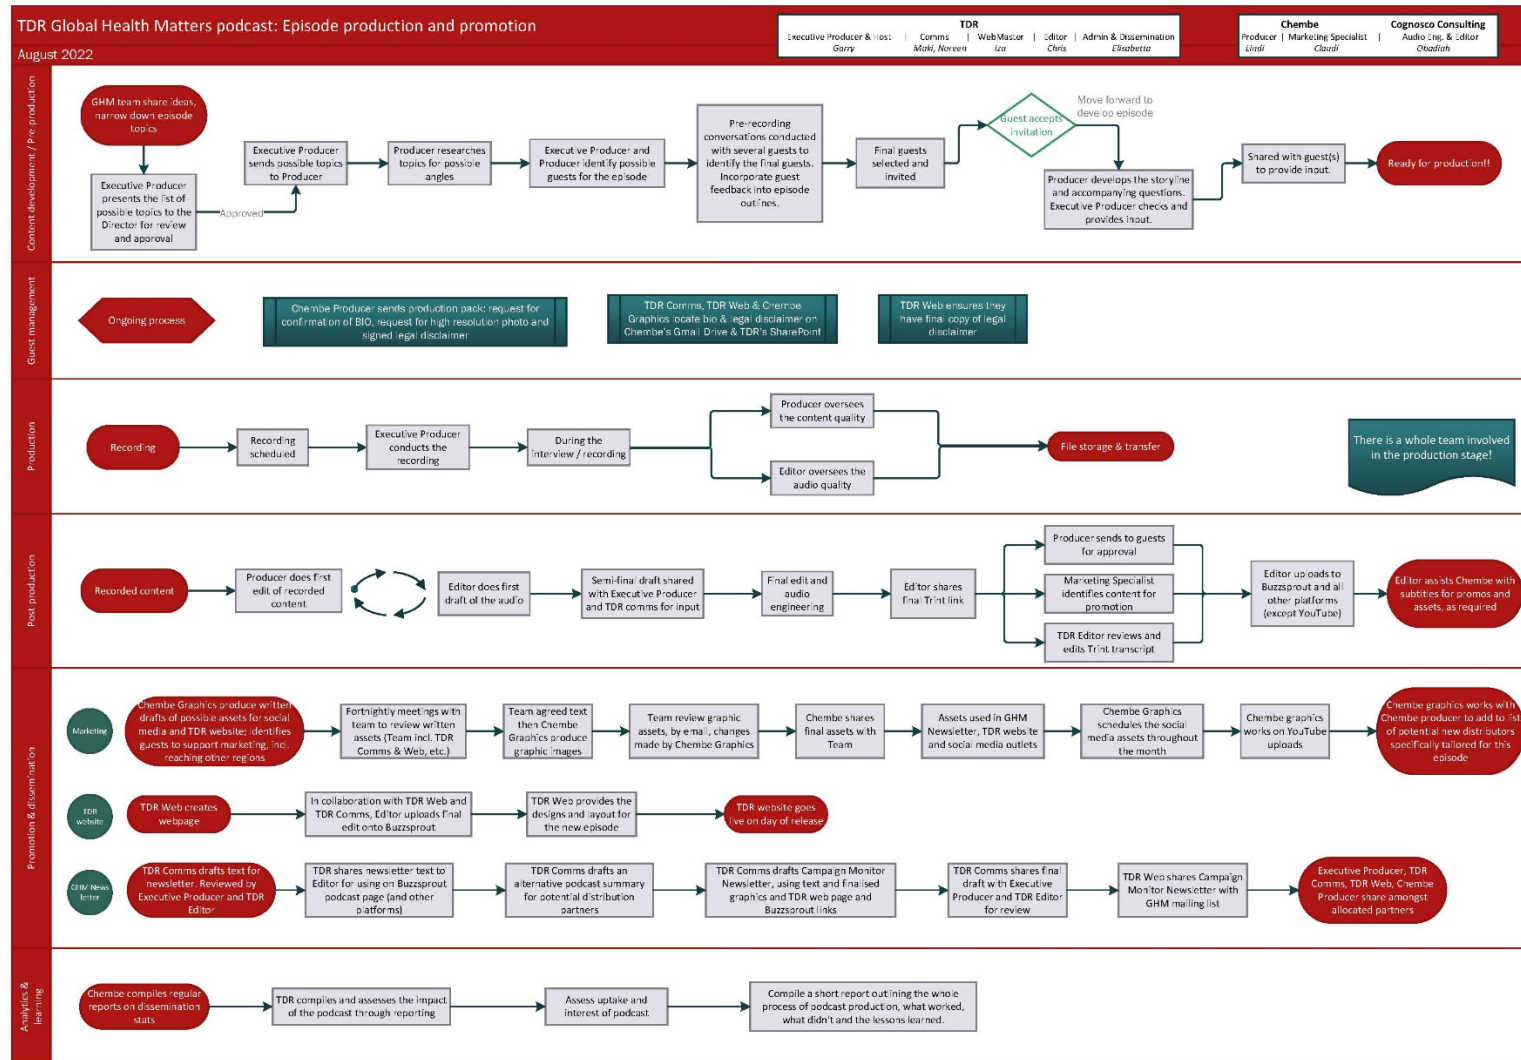 TDR Global Health Matters podcast: Episode production and promotion
August 2022
TDR
Executive Producer & Host | Comms | WebMaster | Editor | Admin & Dissemination
Garry Maki, Noreen Iza Chris Elisabetta
Chembe Cognosco Consulting
Producer | Marketing Specialist | Audio Eng. & Editor
Lindi Claudi Obadiah
Content development / Pre-production
GHM team share ideas,
narrow down episode
topics
Executive Producer
presents the list of
possible topics to the
Director for review
and approval
Approved
Executive Producer
sends possible topics
to Producer
Producer researches
topics for possible
angles
Executive Producer and
Producer identify possible
guests for the episode
Pre-recording
conversations conducted
with several guests to
identify the final guests.
Incorporate guest
feedback into episode
outlines.
Final guests
selected and
invited
Guest accepts
invitation
Move forward to
develop episode
Producer develops the storyline
and accompanying questions.
Executive Producer checks and
provides input.
Shared with guest(s)
to provide input.
Ready for production!!
Guest management
Ongoing process
Chembe Producer sends production pack: request for
confirmation of BIO, request for high resolution photo and
signed legal disclaimer
TDR Comms, TDR Web & Chembe
Graphics locate bio & legal disclaimer on
Chembe's Gmail Drive & TDR's SharePoint
TDR Web ensures they
have final copy of legal
disclaimer
Production
Recording
Recording
scheduled
Executive Producer
conducts the
recording
During the
interview / recording
Producer oversees
the content quality
Editor oversees the
audio quality
File storage & transfer
There is a whole team involved
in the production stage!
Post production
Recorded content
Producer does first
edit of recorded
content
Editor does first
draft of the audio
Semi-final draft shared
with Executive Producer
and TDR comms for input
Final edit and
audio
engineering
Editor shares
final Trint link
Producer sends to guests
for approval
Marketing Specialist
identifies content for
promotion
TDR Editor reviews and
edits Trint transcript
Editor uploads to
Buzzsprout and all
other platforms
(except YouTube)
Editor assists Chembe with
subtitles for promos and
assets, as required
Promotion & dissemination
Marketing
Chembe Graphics produce written
drafts of possible assets for social
media and TDR website; identifies
guests to support marketing, incl.
reaching other regions
Fortnightly meetings with
team to review written
assets (Team incl. TDR
Comms & Web, etc.)
Team agreed text
then Chembe
Graphics produce
graphic images
Team review graphic
assets, by email, changes
made by Chembe Graphics
Chembe shares
final assets with
Team
Assets used in GHM
Newsletter, TDR website
and social media outlets
Chembe Graphics
schedules the social
media assets throughout
the month
Chembe graphics
works on YouTube
uploads
Chembe graphics works with
Chembe producer to add to list
of potential new distributors
specifically tailored for this
episode
TDR
website
TDR Web creates
webpage
In collaboration with TDR Web and
TDR Comms, Editor uploads final
edit onto Buzzsprout
TDR Web provides the
designs and layout for
the new episode
TDR website goes
live on day of release
GHM News
letter
TDR Comms drafts text for
newsletter. Reviewed by
Executive Producer and TDR
Editor
TDR shares newsletter text to
Editor for using on Buzzsprout
podcast page (and other
platforms)
TDR Comms drafts an
alternative podcast summary
for potential distribution
partners
TDR Comms drafts Campaign Monitor
Newsletter, using text and finalised
graphics and TDR web page and
Buzzsprout links
TDR Comms shares final
draft with Executive
Producer and TDR Editor
for review
TDR Web shares Campaign
Monitor Newsletter with
GHM mailing list
Executive Producer, TDR
Comms, TDR Web, Chembe
Producer share amongst
allocated partners
Analytics &
learning
Chembe compiles regular
reports on dissemination
stats
TDR compiles and assesses the impact
of the podcast through reporting
Assess uptake and
interest of podcast
Compile a short report outlining the whole
process of podcast production, what worked,
what didn't and the lessons learned.